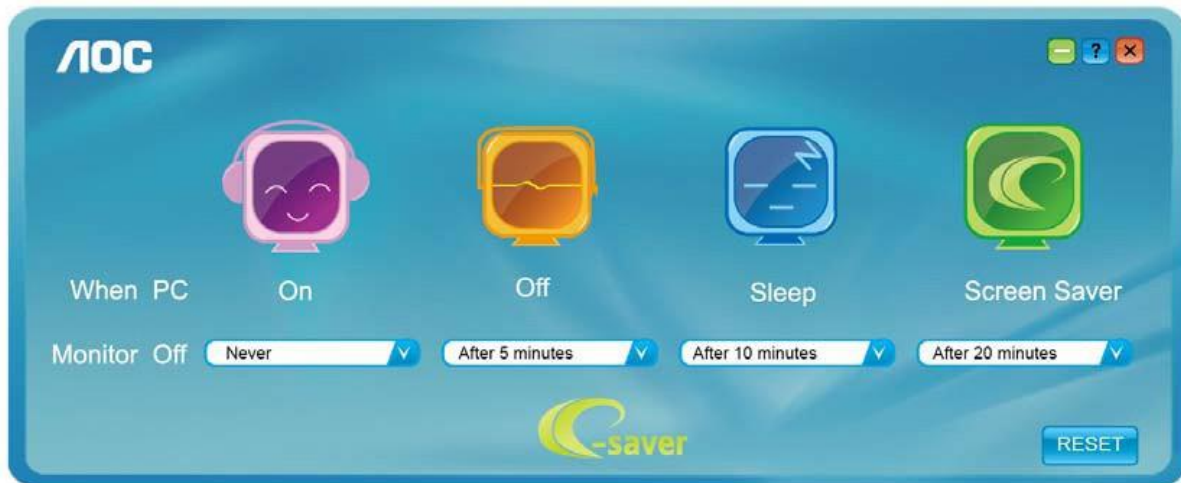 AOC
?
When PC On Off Sleep Screen Saver
Monitor Off Never After 5 minutes After 10 minutes After 20 minutes
e-saver
RESET